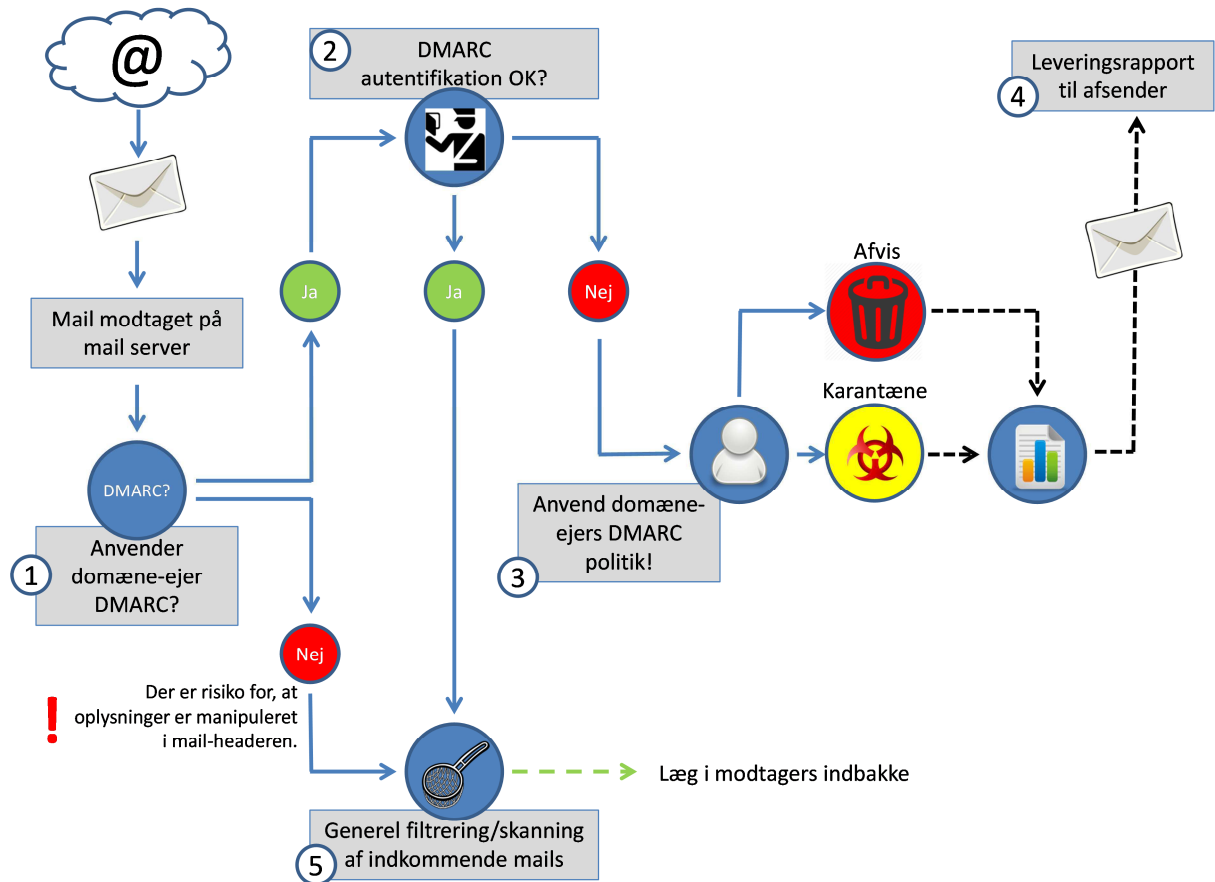 @
2
DMARC
autentifikation OK?
4
Leveringsrapport
til afsender
Mail modtaget på
mail server
Ja
Ja
Nej
Afvis
Karantæne
DMARC?
1
Anvender
domæne-ejer
DMARC?
3
Anvend domæne-
ejers DMARC
politik!
Nej
!
Der er risiko for, at
oplysninger er manipuleret
i mail-headeren.
Læg i modtagers indbakke
5
Generel filtrering/skanning
af indkommende mails